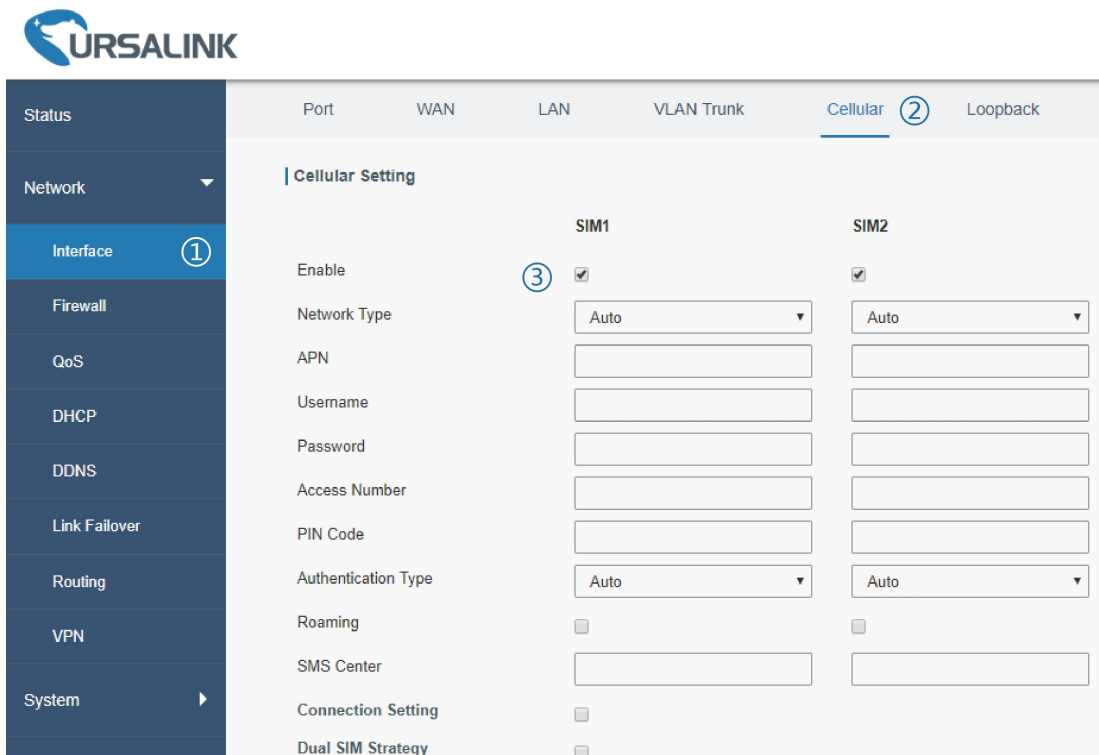 URSALINK
Status
Port WAN LAN VLAN Trunk Cellular ② Loopback
Network
Interface ①
Firewall
QoS
DHCP
DDNS
Link Failover
Routing
VPN
System
Cellular Setting
SIM1 SIM2
Enable ③
Network Type Auto Auto
APN
Username
Password
Access Number
PIN Code
Authentication Type Auto Auto
Roaming
SMS Center
Connection Setting
Dual SIM Strategy